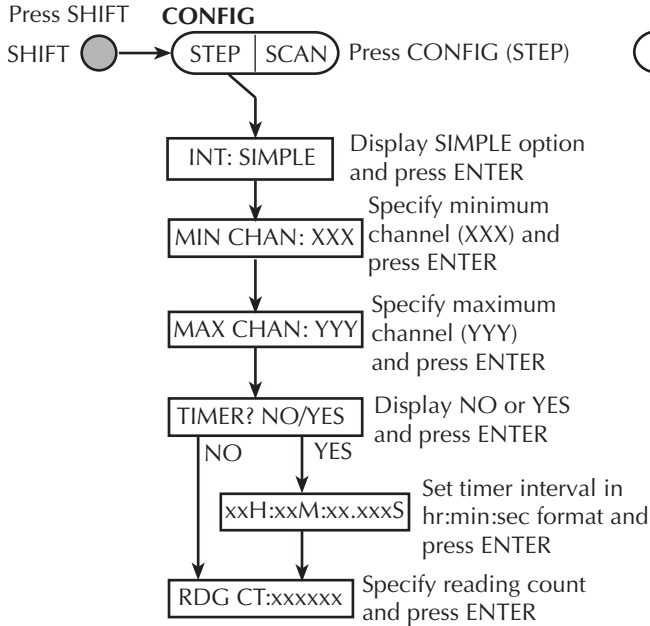 Press SHIFT CONFIG
SHIFT STEP SCAN Press CONFIG (STEP)
INT: SIMPLE
Display SIMPLE option
and press ENTER
MIN CHAN: XXX
Specify minimum
channel (XXX) and
press ENTER
MAX CHAN: YYY
Specify maximum
channel (YYY)
and press ENTER
TIMER? NO/YES
Display NO or YES
and press ENTER
NO YES
xxH:xxM:xx.xxxS
Set timer interval in
hr:min:sec format and
press ENTER
RDG CT:xxxxxx
Specify reading count
and press ENTER